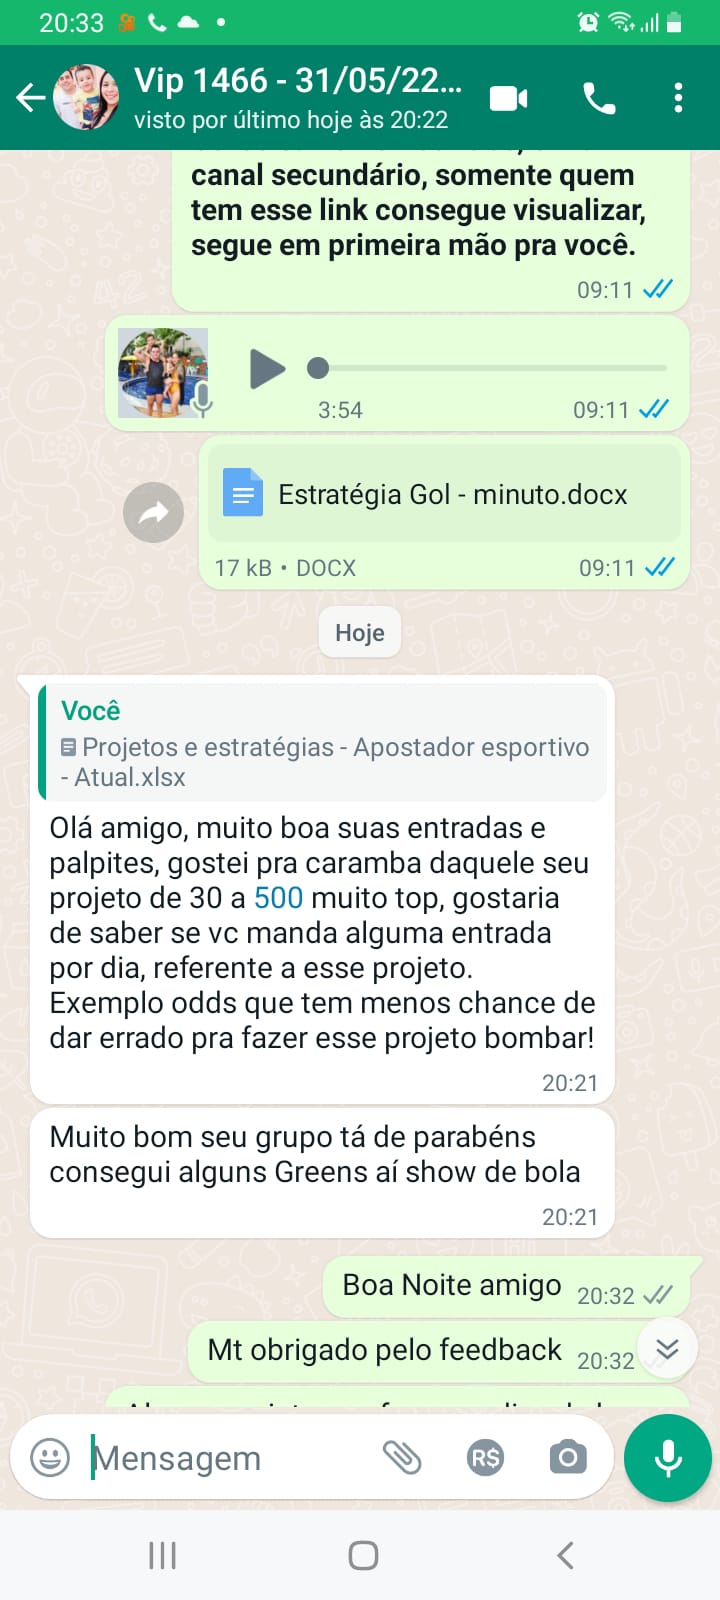 20:33
Vip 1466 - 31/05/22...
visto por último hoje às 20:22
canal secundário, somente quem
tem esse link consegue visualizar,
segue em primeira mão pra você.
09:11
3:54
09:11
Estratégia Gol - minuto.docx
17 kB • DOCX
09:11
Hoje
Você
Projetos e estratégias - Apostador esportivo
- Atual.xlsx
Olá amigo, muito boa suas entradas e
palpites, gostei pra caramba daquele seu
projeto de 30 a 500 muito top, gostaria
de saber se vc manda alguma entrada
por dia, referente a esse projeto.
Exemplo odds que tem menos chance de
dar errado pra fazer esse projeto bombar!
20:21
Muito bom seu grupo tá de parabéns
consegui alguns Greens aí show de bola
20:21
Boa Noite amigo 20:32
Mt obrigado pelo feedback 20:32
Mensagem
R$